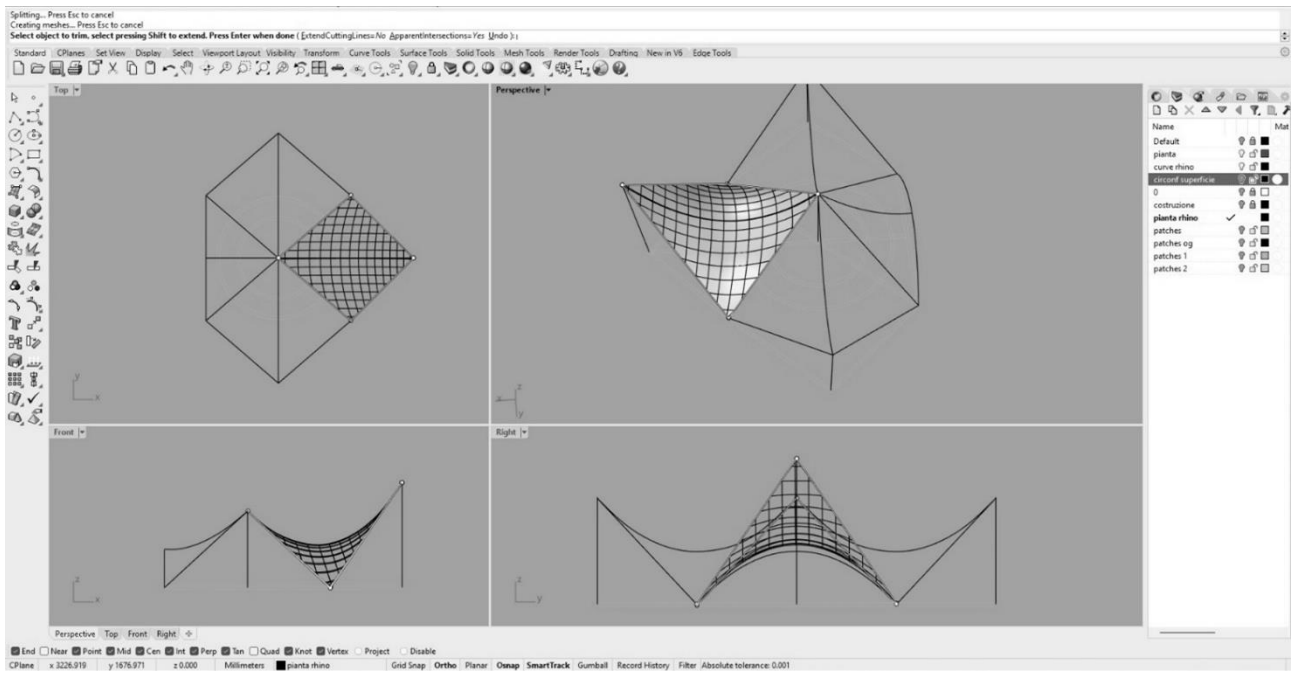 Splitting... Press Esc to cancel
Creating meshes... Press Esc to cancel
Select object to trim, select pressing Shift to extend. Press Enter when done ( ExtendCuttingLines=No ApparentIntersections=Yes Undo ):
Standard CPlanes Set View Display Select Viewport Layout Visibility Transform Curve Tools Surface Tools Solid Tools Mesh Tools Render Tools Drafting New in V6 Edge Tools
Top
Perspective
Name Mat
Default
pianta
curve rhino
circonf superficie
0
costruzione
pianta rhino
patches
patches og
patches 1
patches 2
y
x
z
x
y
Front
Right
z
x
z
y
Perspective Top Front Right
End Near Point Mid Cen Int Perp Tan Quad Knot Vertex Project Disable
CPlane x 3226.919 y 1676.971 z 0.000 Millimeters pianta rhino Grid Snap Ortho Planar Osnap SmartTrack Gumball Record History Filter Absolute tolerance: 0.001